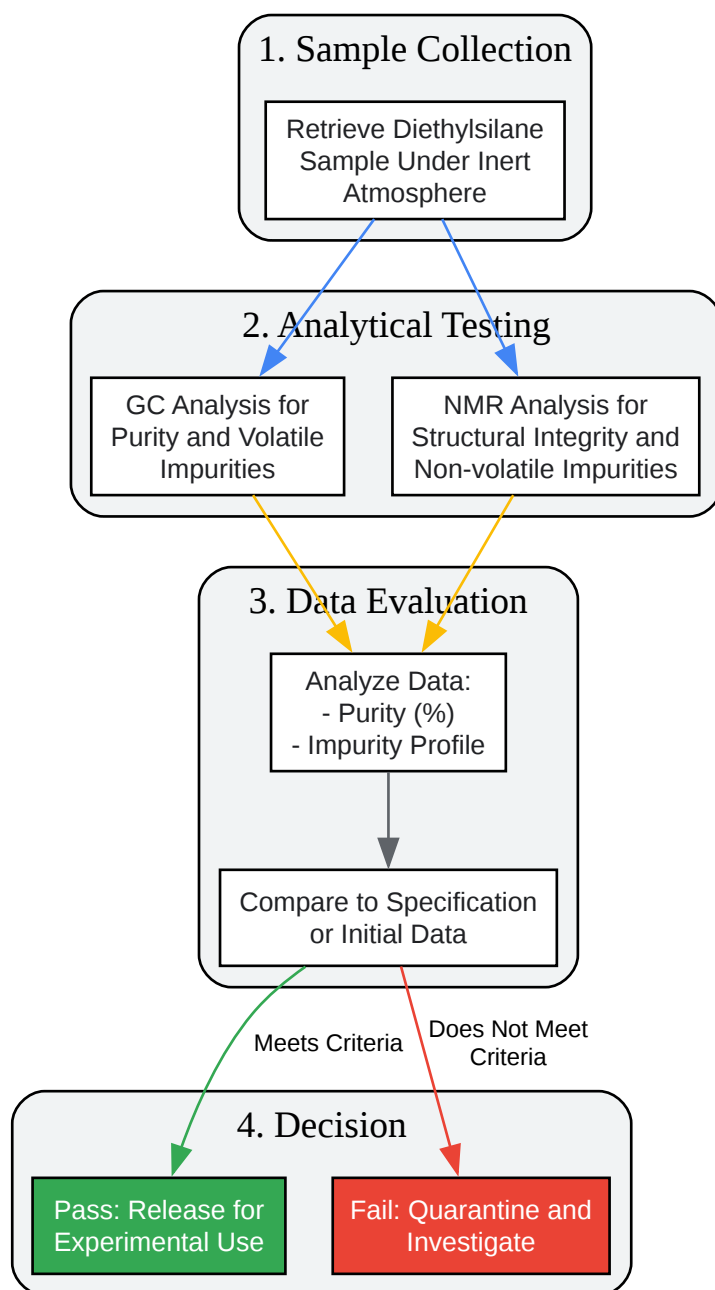 1. Sample Collection
Retrieve Diethylsilane
Sample Under Inert
Atmosphere
2. Analytical Testing
GC Analysis for
Purity and Volatile
Impurities
NMR Analysis for
Structural Integrity and
Non-volatile Impurities
3. Data Evaluation
Analyze Data:
- Purity (%)
- Impurity Profile
Compare to Specification
or Initial Data
Meets Criteria
Does Not Meet
Criteria
4. Decision
Pass: Release for
Experimental Use
Fail: Quarantine and
Investigate